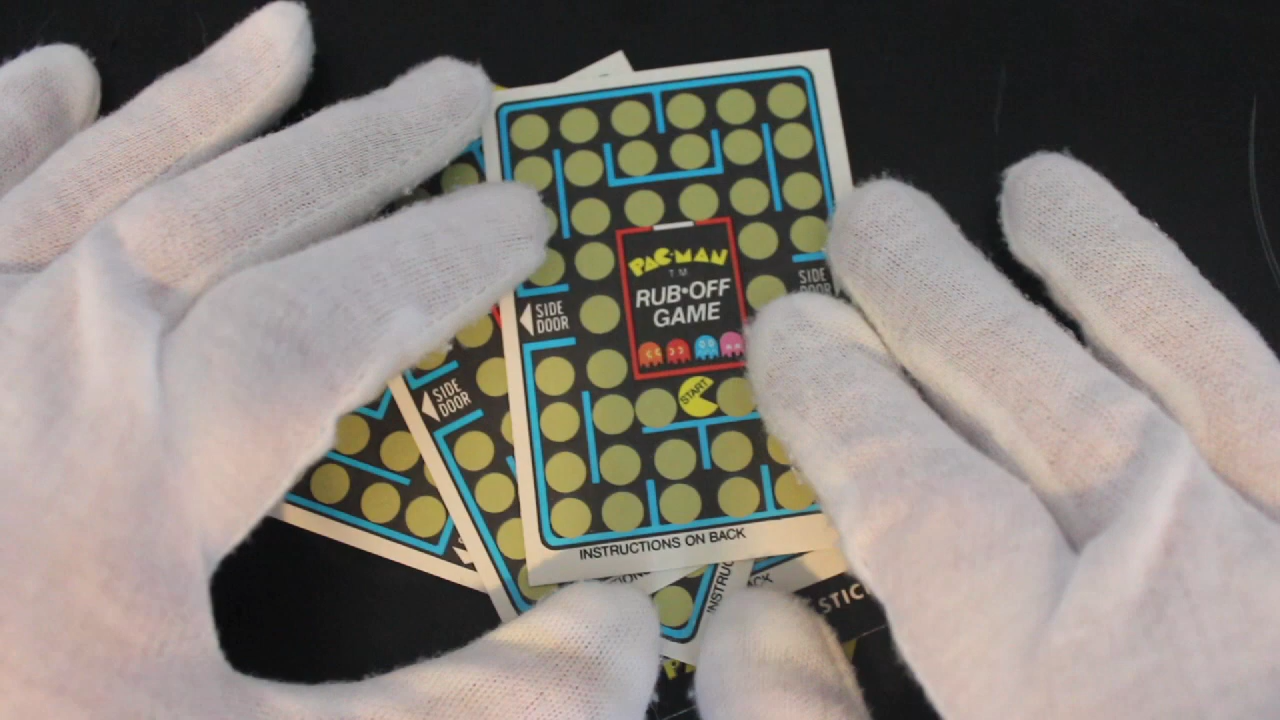 PAC-MAN
TM
RUB•OFF
GAME
SIDE
DOOR
SIDE
DOOR
SIDE
DOOR
START
INSTRUCTIONS ON BACK